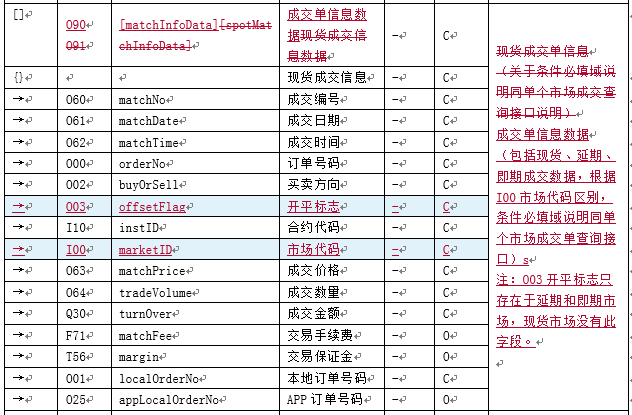 []
090
091
[matchInfoData][spotMat
chInfoData]
成交单信息数
据现货成交信
息数据
-
C
{}
现货成交信息
-
C
→ 060 matchNo 成交编号 - C
→ 061 matchDate 成交日期 - C
→ 062 matchTime 成交时间 - C
→ 000 orderNo 订单号码 - C
→ 002 buyOrSell 买卖方向 - C
→ 003 offsetFlag 开平标志 - C
→ I10 instID 合约代码 - C
→ I00 marketID 市场代码 - C
→ 063 matchPrice 成交价格 - C
→ 064 tradeVolume 成交数量 - C
→ Q30 turnOver 成交金额 - C
→ F71 matchFee 交易手续费 - O
→ T56 margin 交易保证金 - O
→ 001 localOrderNo 本地订单号码 - C
→ 025 appLocalOrderNo APP 订单号码 - O
现货成交单信息
（关于条件必填域说
明同单个市场成交查
询接口说明）
成交单信息数据
（包括现货、延期、
即期成交数据，根据
I00 市场代码区别，
条件必填域说明同单
个市场成交单查询接
口）s
注：003 开平标志只
存在于延期和即期市
场，现货市场没有此
字段。